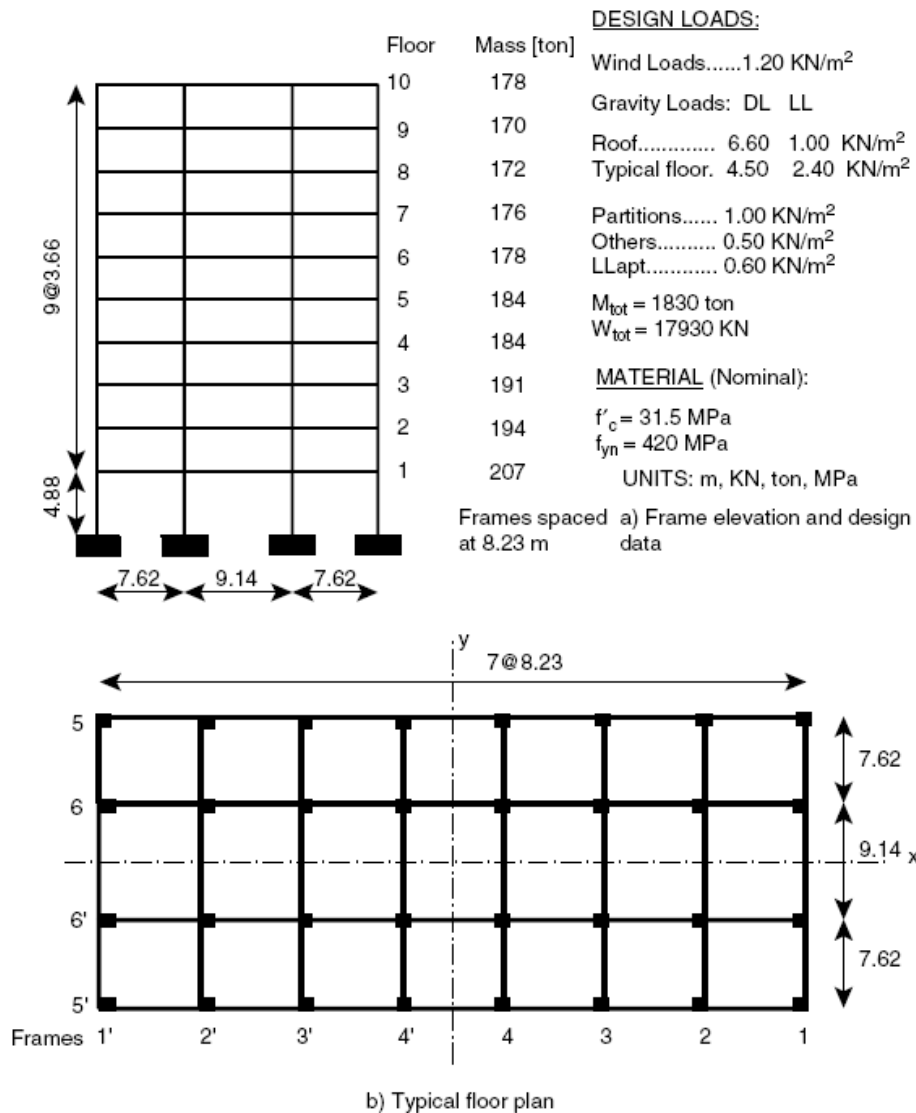 DESIGN LOADS:
Floor Mass [ton]
Wind Loads......1.20 KN/m²
10 178
Gravity Loads: DL LL
9 170
Roof............. 6.60 1.00 KN/m²
8 172
Typical floor. 4.50 2.40 KN/m²
7 176
Partitions...... 1.00 KN/m²
6 178
Others.......... 0.50 KN/m²
LLapt............ 0.60 KN/m²
5 184
Mtot = 1830 ton
Wtot = 17930 KN
4 184
3 191
MATERIAL (Nominal):
2 194
f′c = 31.5 MPa
fyn = 420 MPa
1 207
UNITS: m, KN, ton, MPa
9@3.66
4.88
Frames spaced
at 8.23 m
a) Frame elevation and design
data
7.62 9.14 7.62
y
7@8.23
5
7.62
6
9.14 x
6'
7.62
5'
Frames 1' 2' 3' 4' 4 3 2 1
b) Typical floor plan